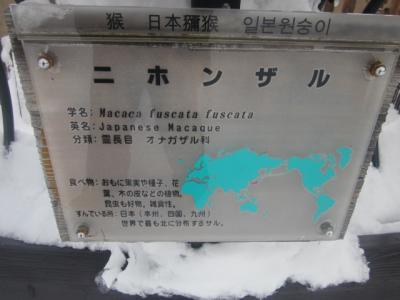 猴 日本獼猴 일본원숭이
ニホンザル
学名：Macaca fuscata fuscata
英名：Japanese Macaque
分類：霊長目 オナガザル科
食べ物：おもに果実や種子、花
葉、木の皮などの植物。
昆虫も好物。雑食性。
すんでいる所：日本（本州、四国、九州）
世界で最も北に分布するサル。